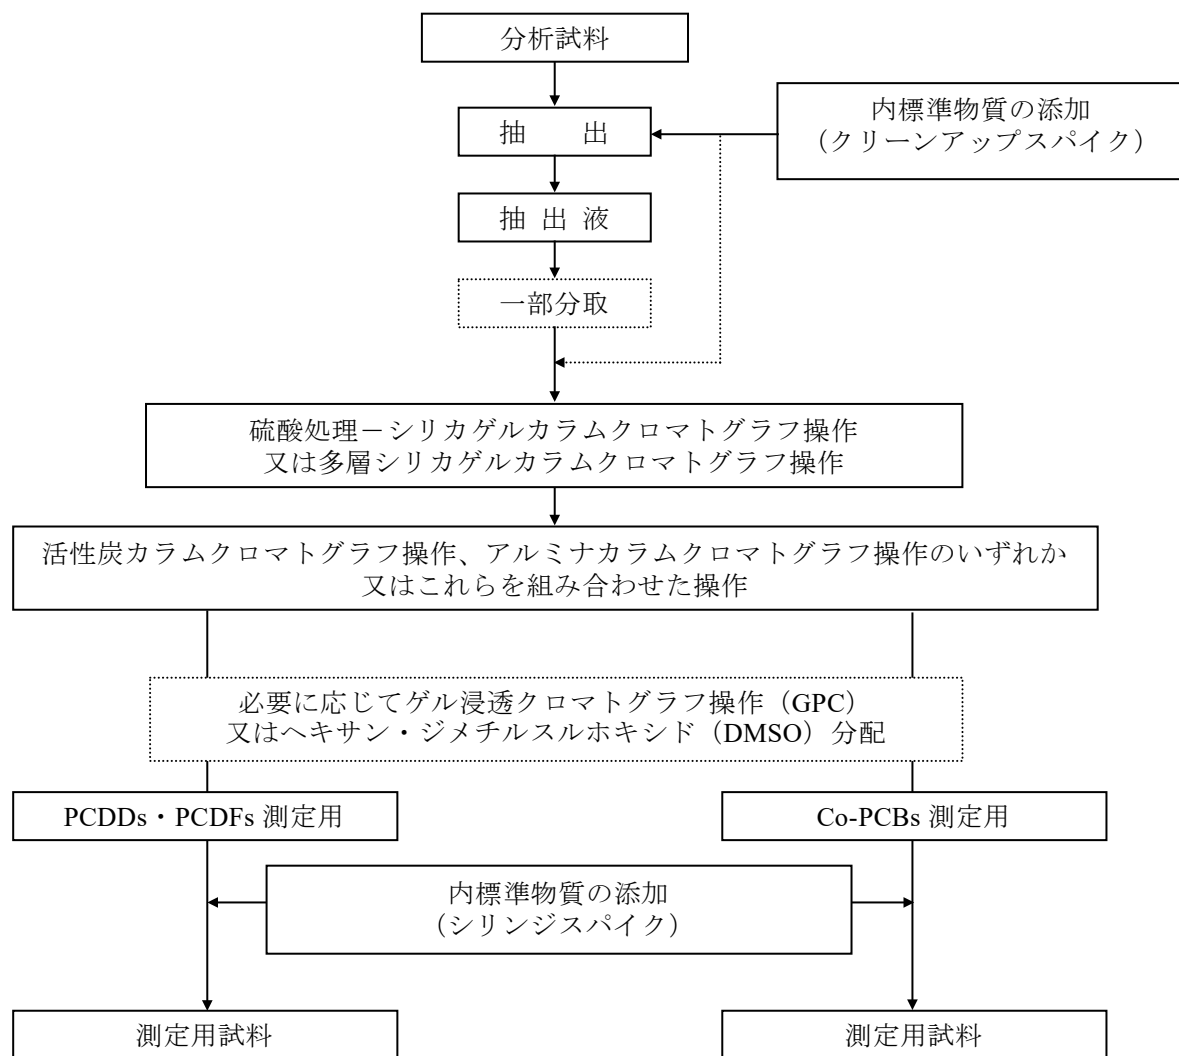 分析試料
内標準物質の添加
（クリーンアップスパイク）
抽　　出
抽 出 液
一部分取
硫酸処理－シリカゲルカラムクロマトグラフ操作
又は多層シリカゲルカラムクロマトグラフ操作
活性炭カラムクロマトグラフ操作、アルミナカラムクロマトグラフ操作のいずれか
又はこれらを組み合わせた操作
必要に応じてゲル浸透クロマトグラフ操作（GPC）
又はヘキサン・ジメチルスルホキシド（DMSO）分配
PCDDs・PCDFs 測定用
Co-PCBs 測定用
内標準物質の添加
（シリンジスパイク）
測定用試料
測定用試料